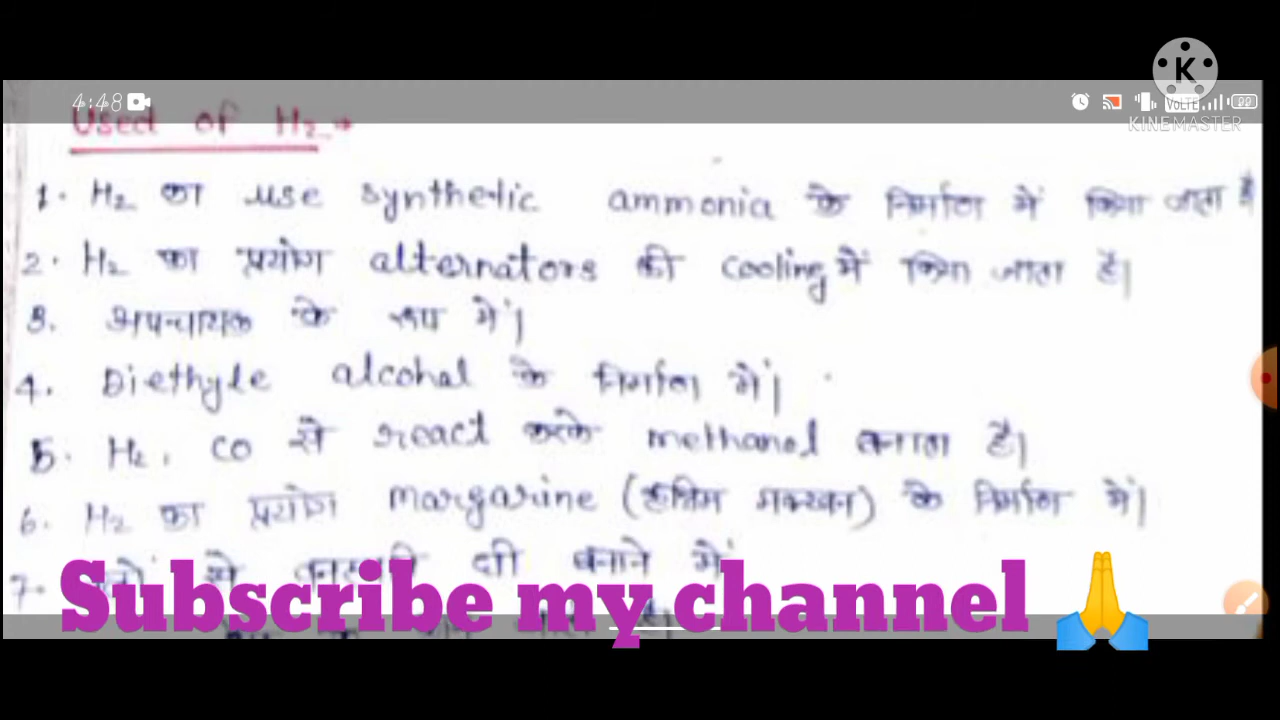 4:48
VoLTE
KINEMASTER
Used of H₂ →
1. H₂ का use synthetic ammonia के निर्माण में किया जाता है
2. H₂ का प्रयोग alternators की cooling में किया जाता है।
3. अपचायक के रूप में।
4. Diethyle alcohal के निर्माण में।
5. H₂, CO से react करके methanol बनाता है।
6. H₂ का प्रयोग margarine (कृत्रिम मक्खन) के निर्माण में।
7. से घी बनाने में
Subscribe my channel 🙏